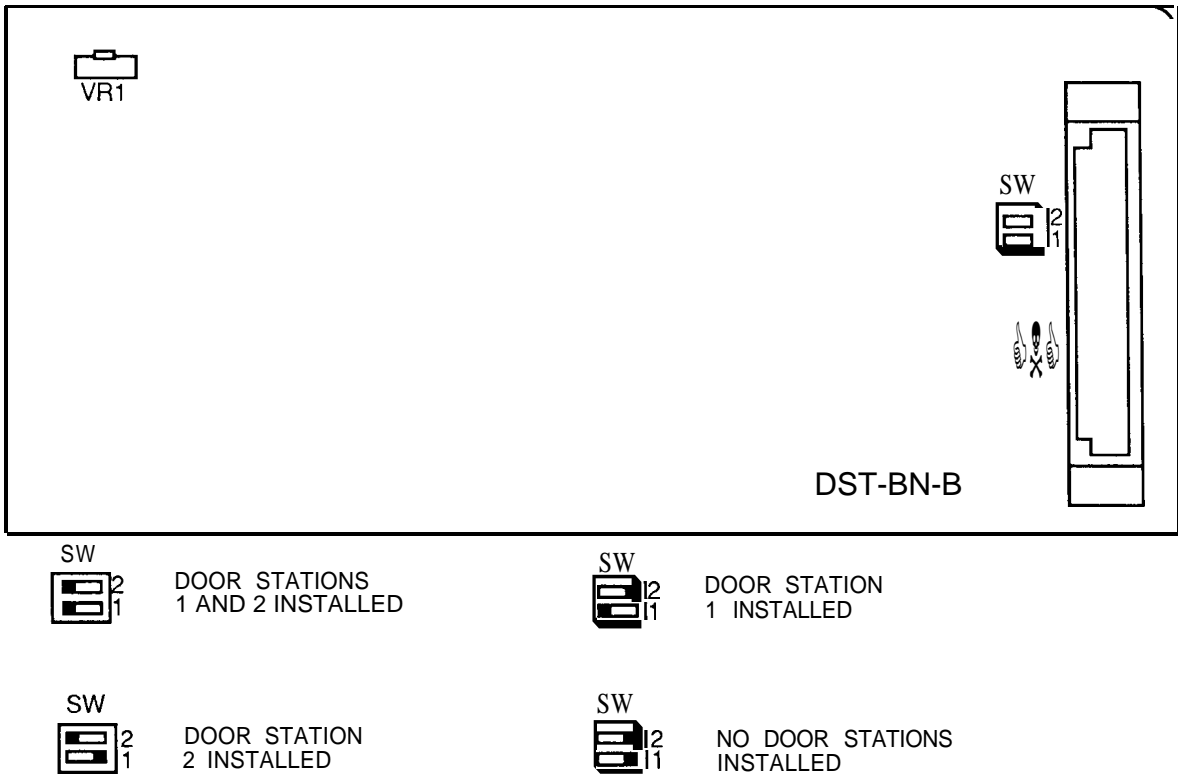 VR1
SW
2
1
DST-BN-B
SW
2
1
DOOR STATIONS
1 AND 2 INSTALLED
SW
2
1
DOOR STATION
1 INSTALLED
SW
2
1
DOOR STATION
2 INSTALLED
SW
2
1
NO DOOR STATIONS
INSTALLED